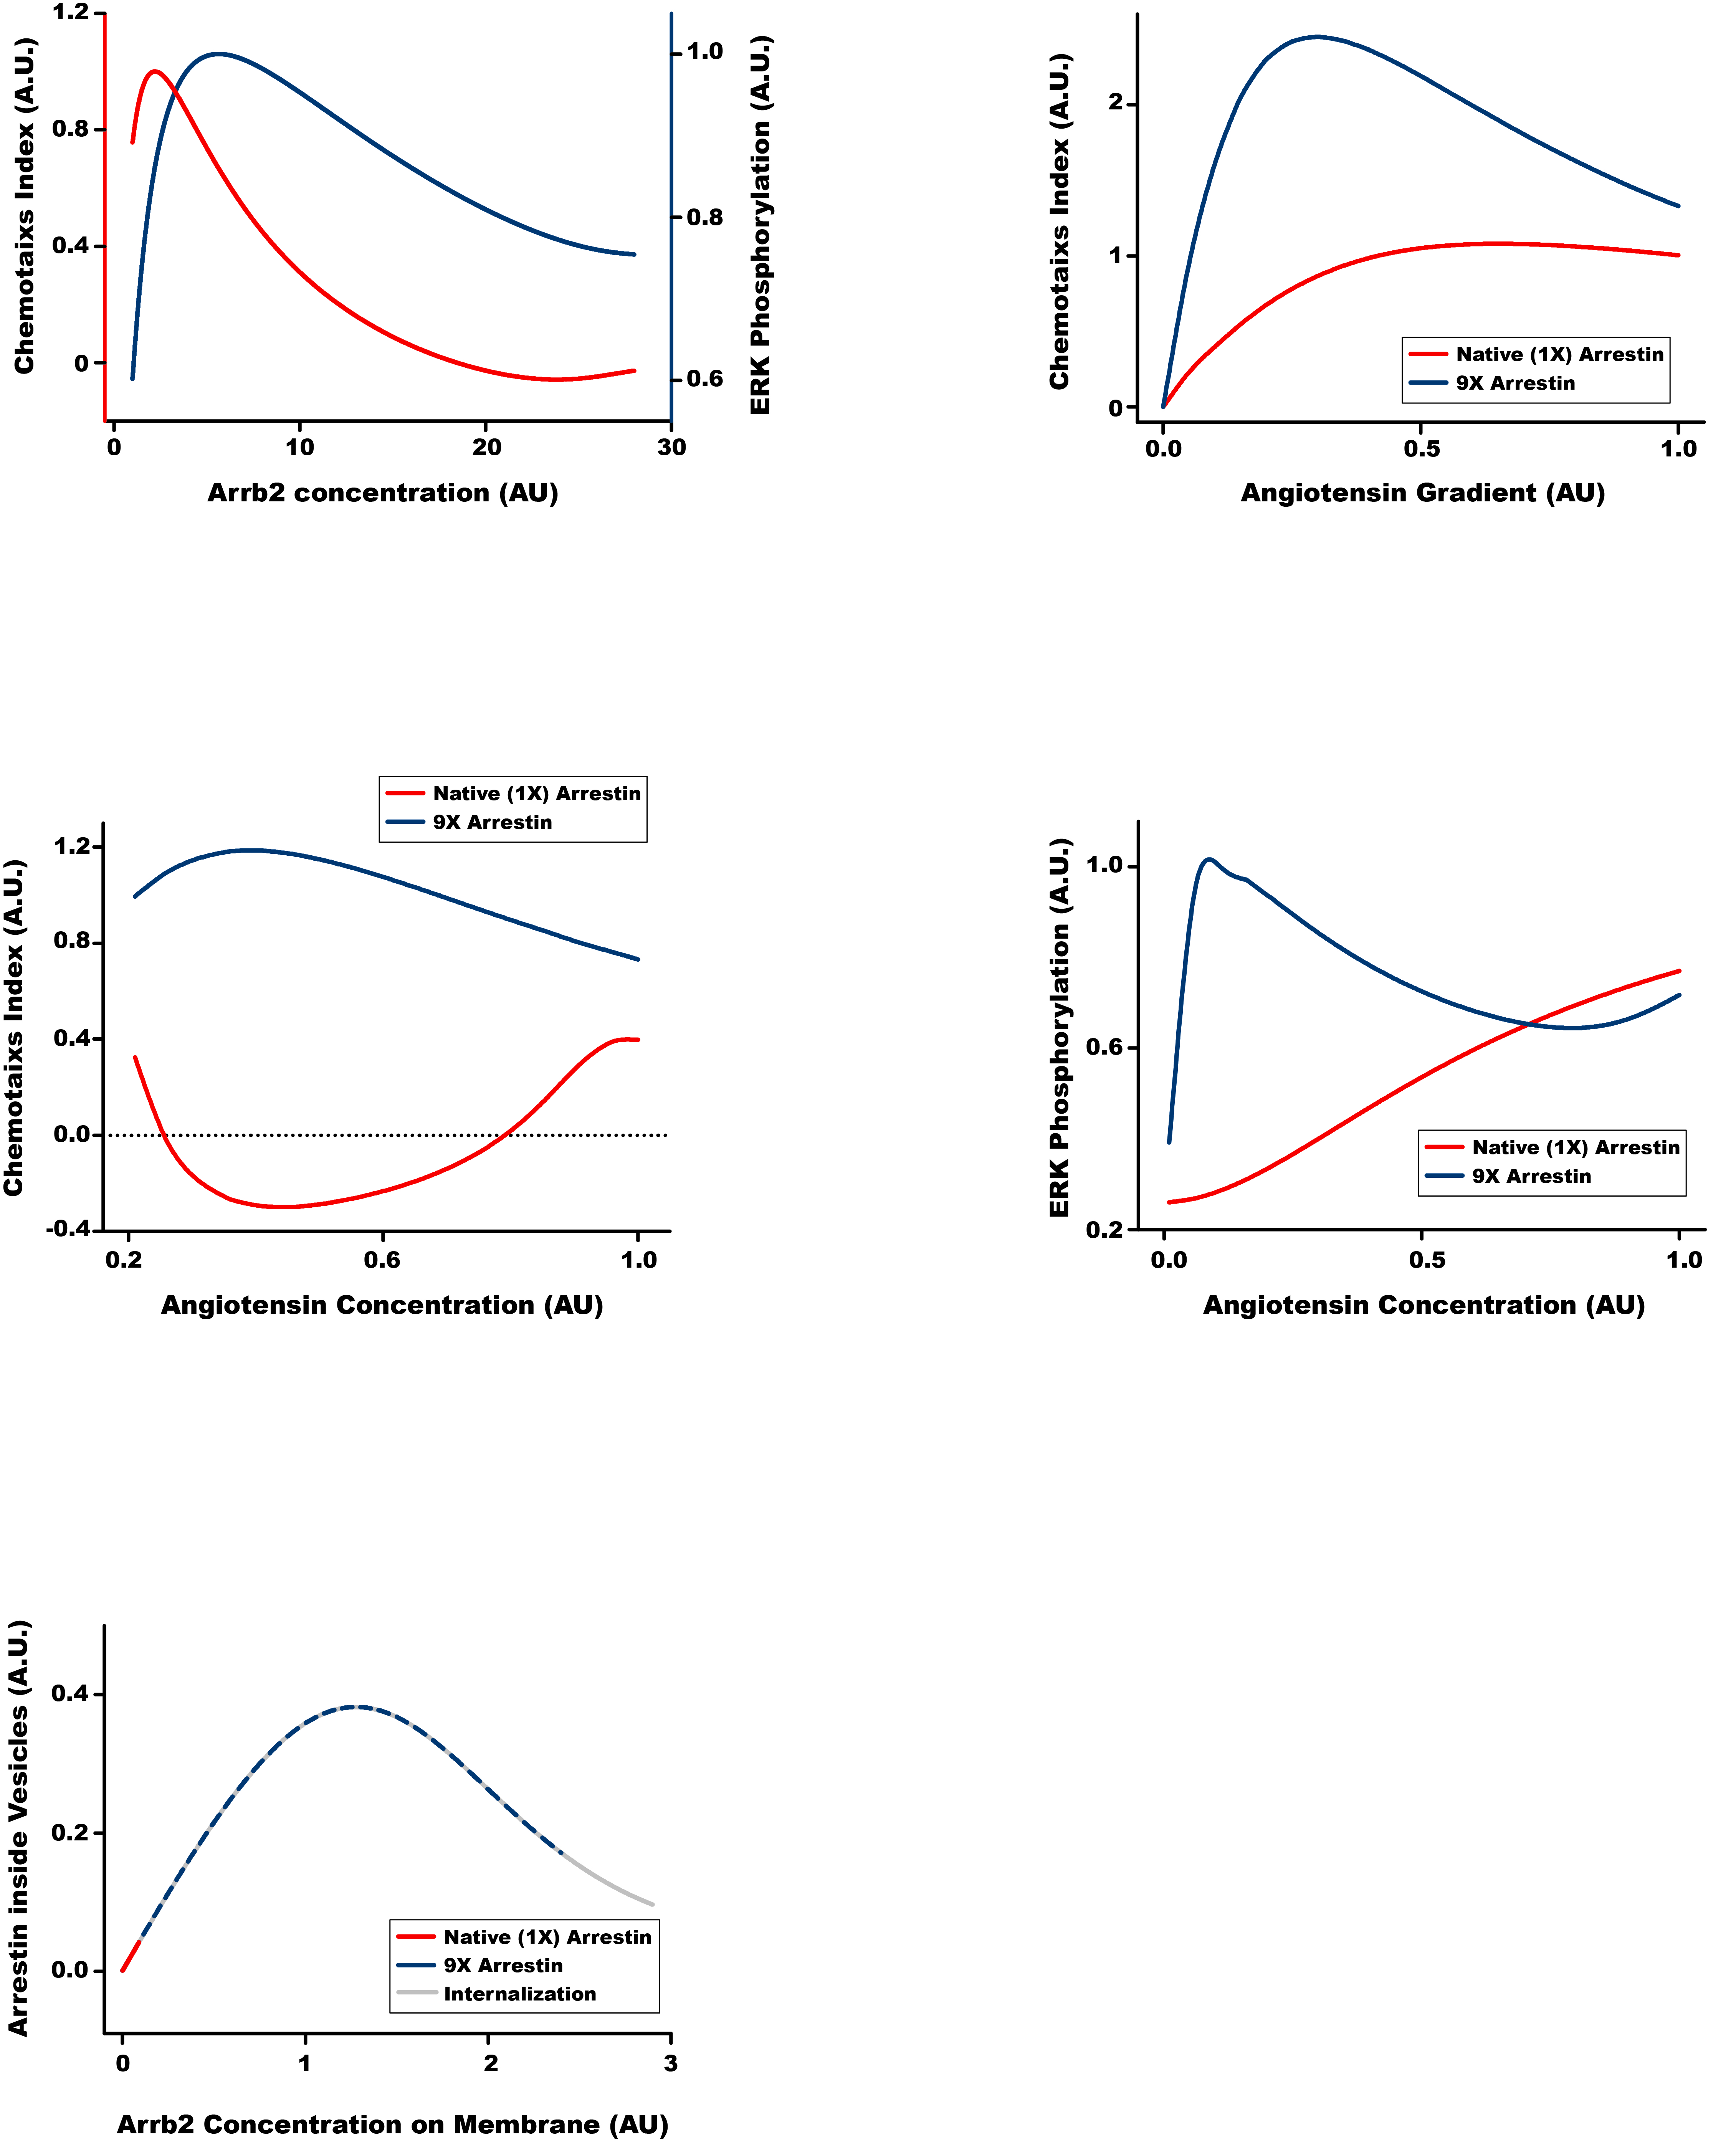 Chemotaixs Index (A.U.)
1.2
0.8
0.4
0
0
10
20
30
Arrb2 concentration (AU)
1.0
0.8
0.6
ERK Phosphorylation (A.U.)
Chemotaixs Index (A.U.)
2
1
0
Native (1X) Arrestin
9X Arrestin
0.0
0.5
1.0
Angiotensin Gradient (AU)
Native (1X) Arrestin
9X Arrestin
Chemotaixs Index (A.U.)
1.2
0.8
0.4
0.0
-0.4
0.2
0.6
1.0
Angiotensin Concentration (AU)
ERK Phosphorylation (A.U.)
1.0
0.6
0.2
Native (1X) Arrestin
9X Arrestin
0.0
0.5
1.0
Angiotensin Concentration (AU)
Arrestin inside Vesicles (A.U.)
0.4
0.2
0.0
Native (1X) Arrestin
9X Arrestin
Internalization
0
1
2
3
Arrb2 Concentration on Membrane (AU)